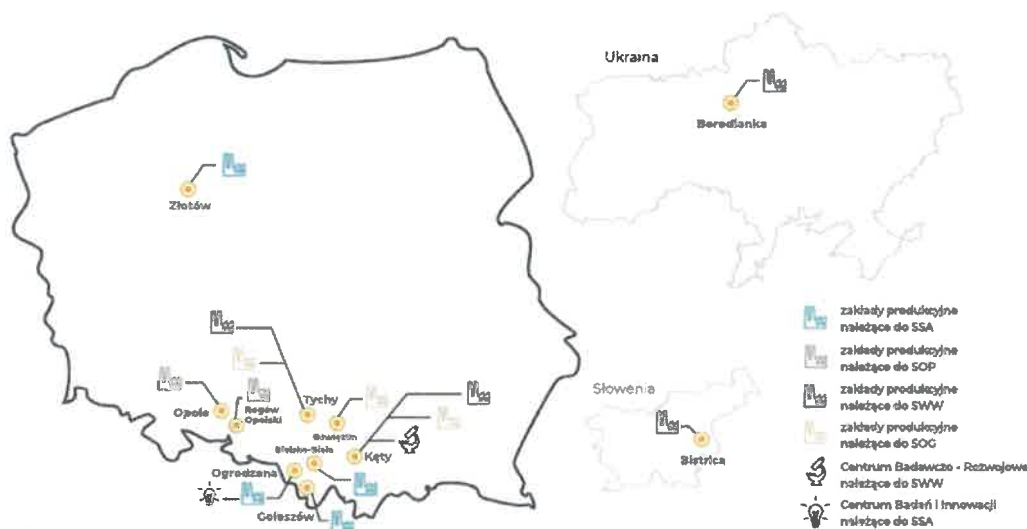 Ukraina
Borodianka
Złotów
zakłady produkcyjne
należące do SSA
zakłady produkcyjne
należące do SOP
Słowenia
zakłady produkcyjne
należące do SWW
Tychy
Opole
Rogów
Opolski
Oświęcim
zakłady produkcyjne
należące do SOG
Bistrica
Bielsko-Biała
Kęty
Ogrodzona
Centrum Badawczo - Rozwojowe
należące do SWW
Goleszów
Centrum Badań i Innowacji
należące do SSA